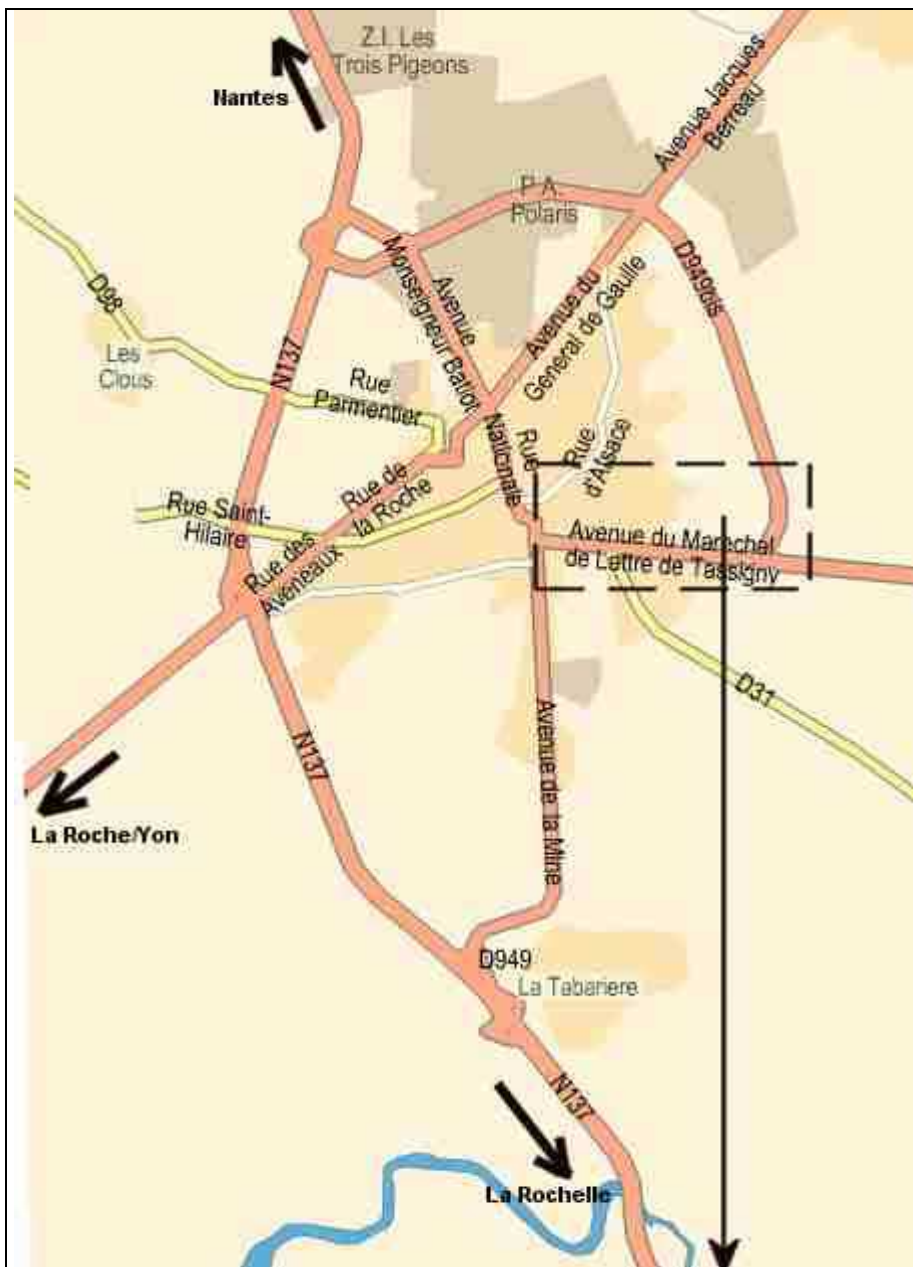 Z.I. Les
Trois Pigeons
Nantes
Avenue Jacques
Berreau
P.A.
Polaris
D949bis
D98
Avenue
Monseigneur Batiot
Avenue du
General de Gaulle
Les
Clous
N137
Rue
Parmentier
Rue
Nationale
Rue
d'Alsace
Rue de
la Roche
Rue Saint-
Hilaire
Rue des
Aveneaux
Avenue du Marechal
de Lattre de Tassigny
D31
N137
Avenue de la Mine
La Roche/Yon
D949
La Tabariere
N137
La Rochelle